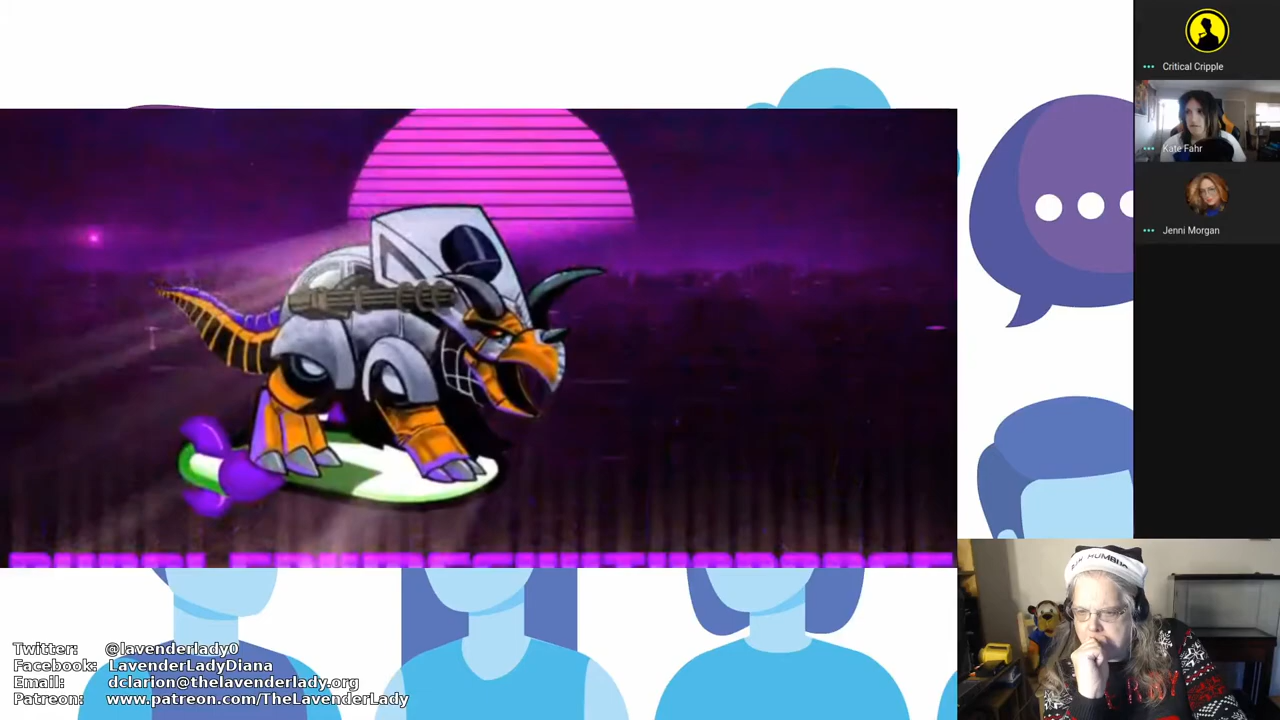 Critical Cripple
Kate Fahr
Jenni Morgan
Twitter: @lavenderlady0
Facebook: LavenderLadyDiana
Email: dclarion@thelavenderlady.org
Patreon: www.patreon.com/TheLavenderLady